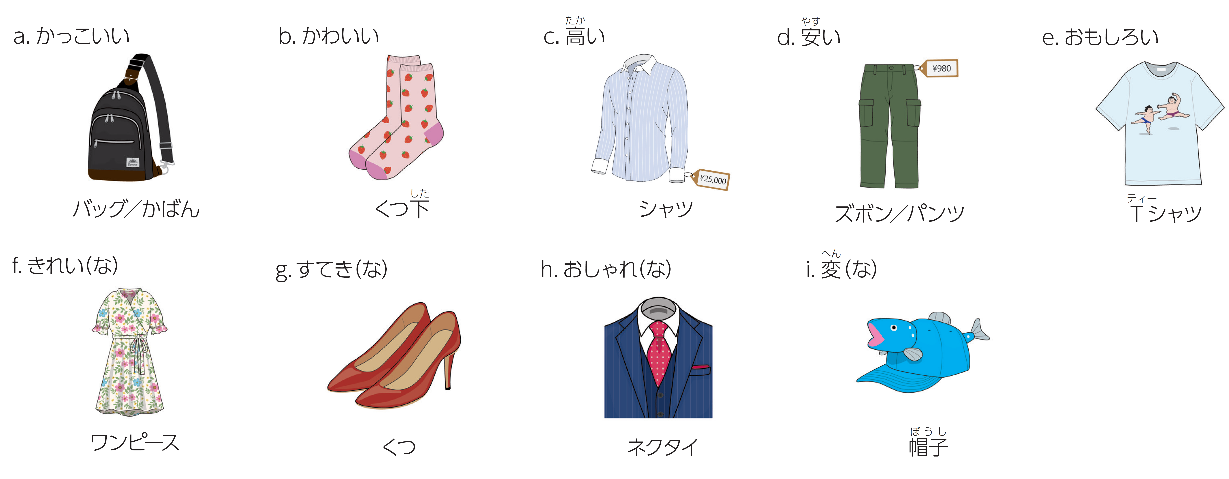 a. かっこいい
バッグ／かばん
b. かわいい
くつ下
した
c. 高い
たか
¥15,000
シャツ
d. 安い
やす
¥980
ズボン／パンツ
e. おもしろい
Tシャツ
ティー
f. きれい(な)
ワンピース
g. すてき(な)
くつ
h. おしゃれ(な)
ネクタイ
i. 変(な)
へん
帽子
ぼうし